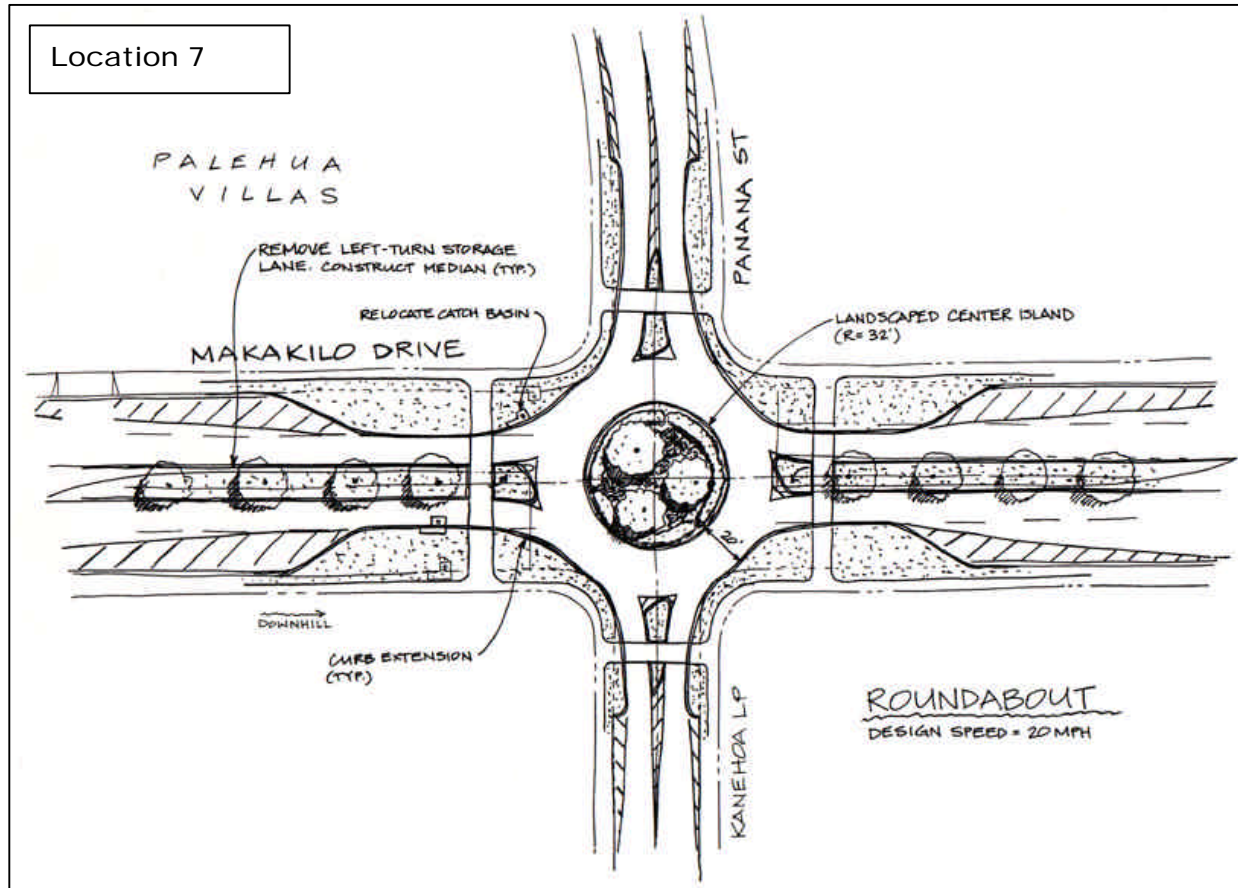 Location 7
PALEHUA
VILLAS
REMOVE LEFT-TURN STORAGE
LANE. CONSTRUCT MEDIAN (TYP.)
RELOCATE CATCH BASIN
MAKAKILO DRIVE
PANANA ST
LANDSCAPED CENTER ISLAND
(R= 32')
20'
DOWNHILL
CURB EXTENSION
(TYP.)
KANEHOA LP
ROUNDABOUT
DESIGN SPEED = 20 MPH